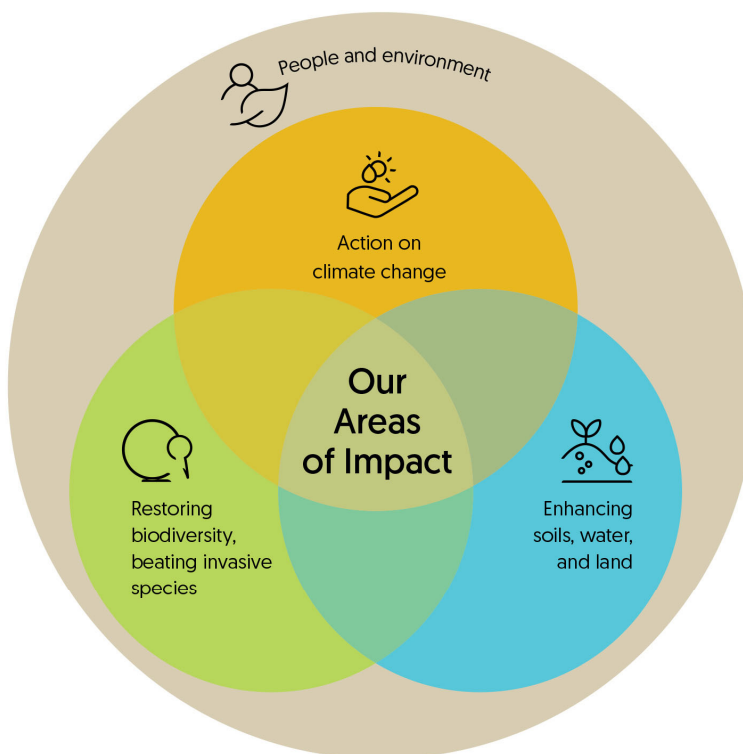 People and environment
Action on
climate change
Our
Areas
of Impact
Restoring
biodiversity,
beating invasive
species
Enhancing
soils, water,
and land